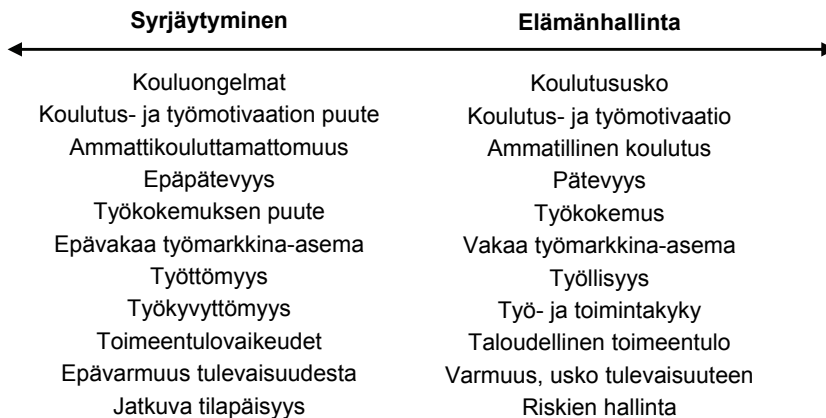 Syrjäytyminen Elämänhallinta
Kouluongelmat Koulutususko
Koulutus- ja työmotivaation puute Koulutus- ja työmotivaatio
Ammattikouluttamattomuus Ammatillinen koulutus
Epäpätevyys Pätevyys
Työkokemuksen puute Työkokemus
Epävakaa työmarkkina-asema Vakaa työmarkkina-asema
Työttömyys Työllisyys
Työkyvyttömyys Työ- ja toimintakyky
Toimeentulovaikeudet Taloudellinen toimeentulo
Epävarmuus tulevaisuudesta Varmuus, usko tulevaisuuteen
Jatkuva tilapäisyys Riskien hallinta